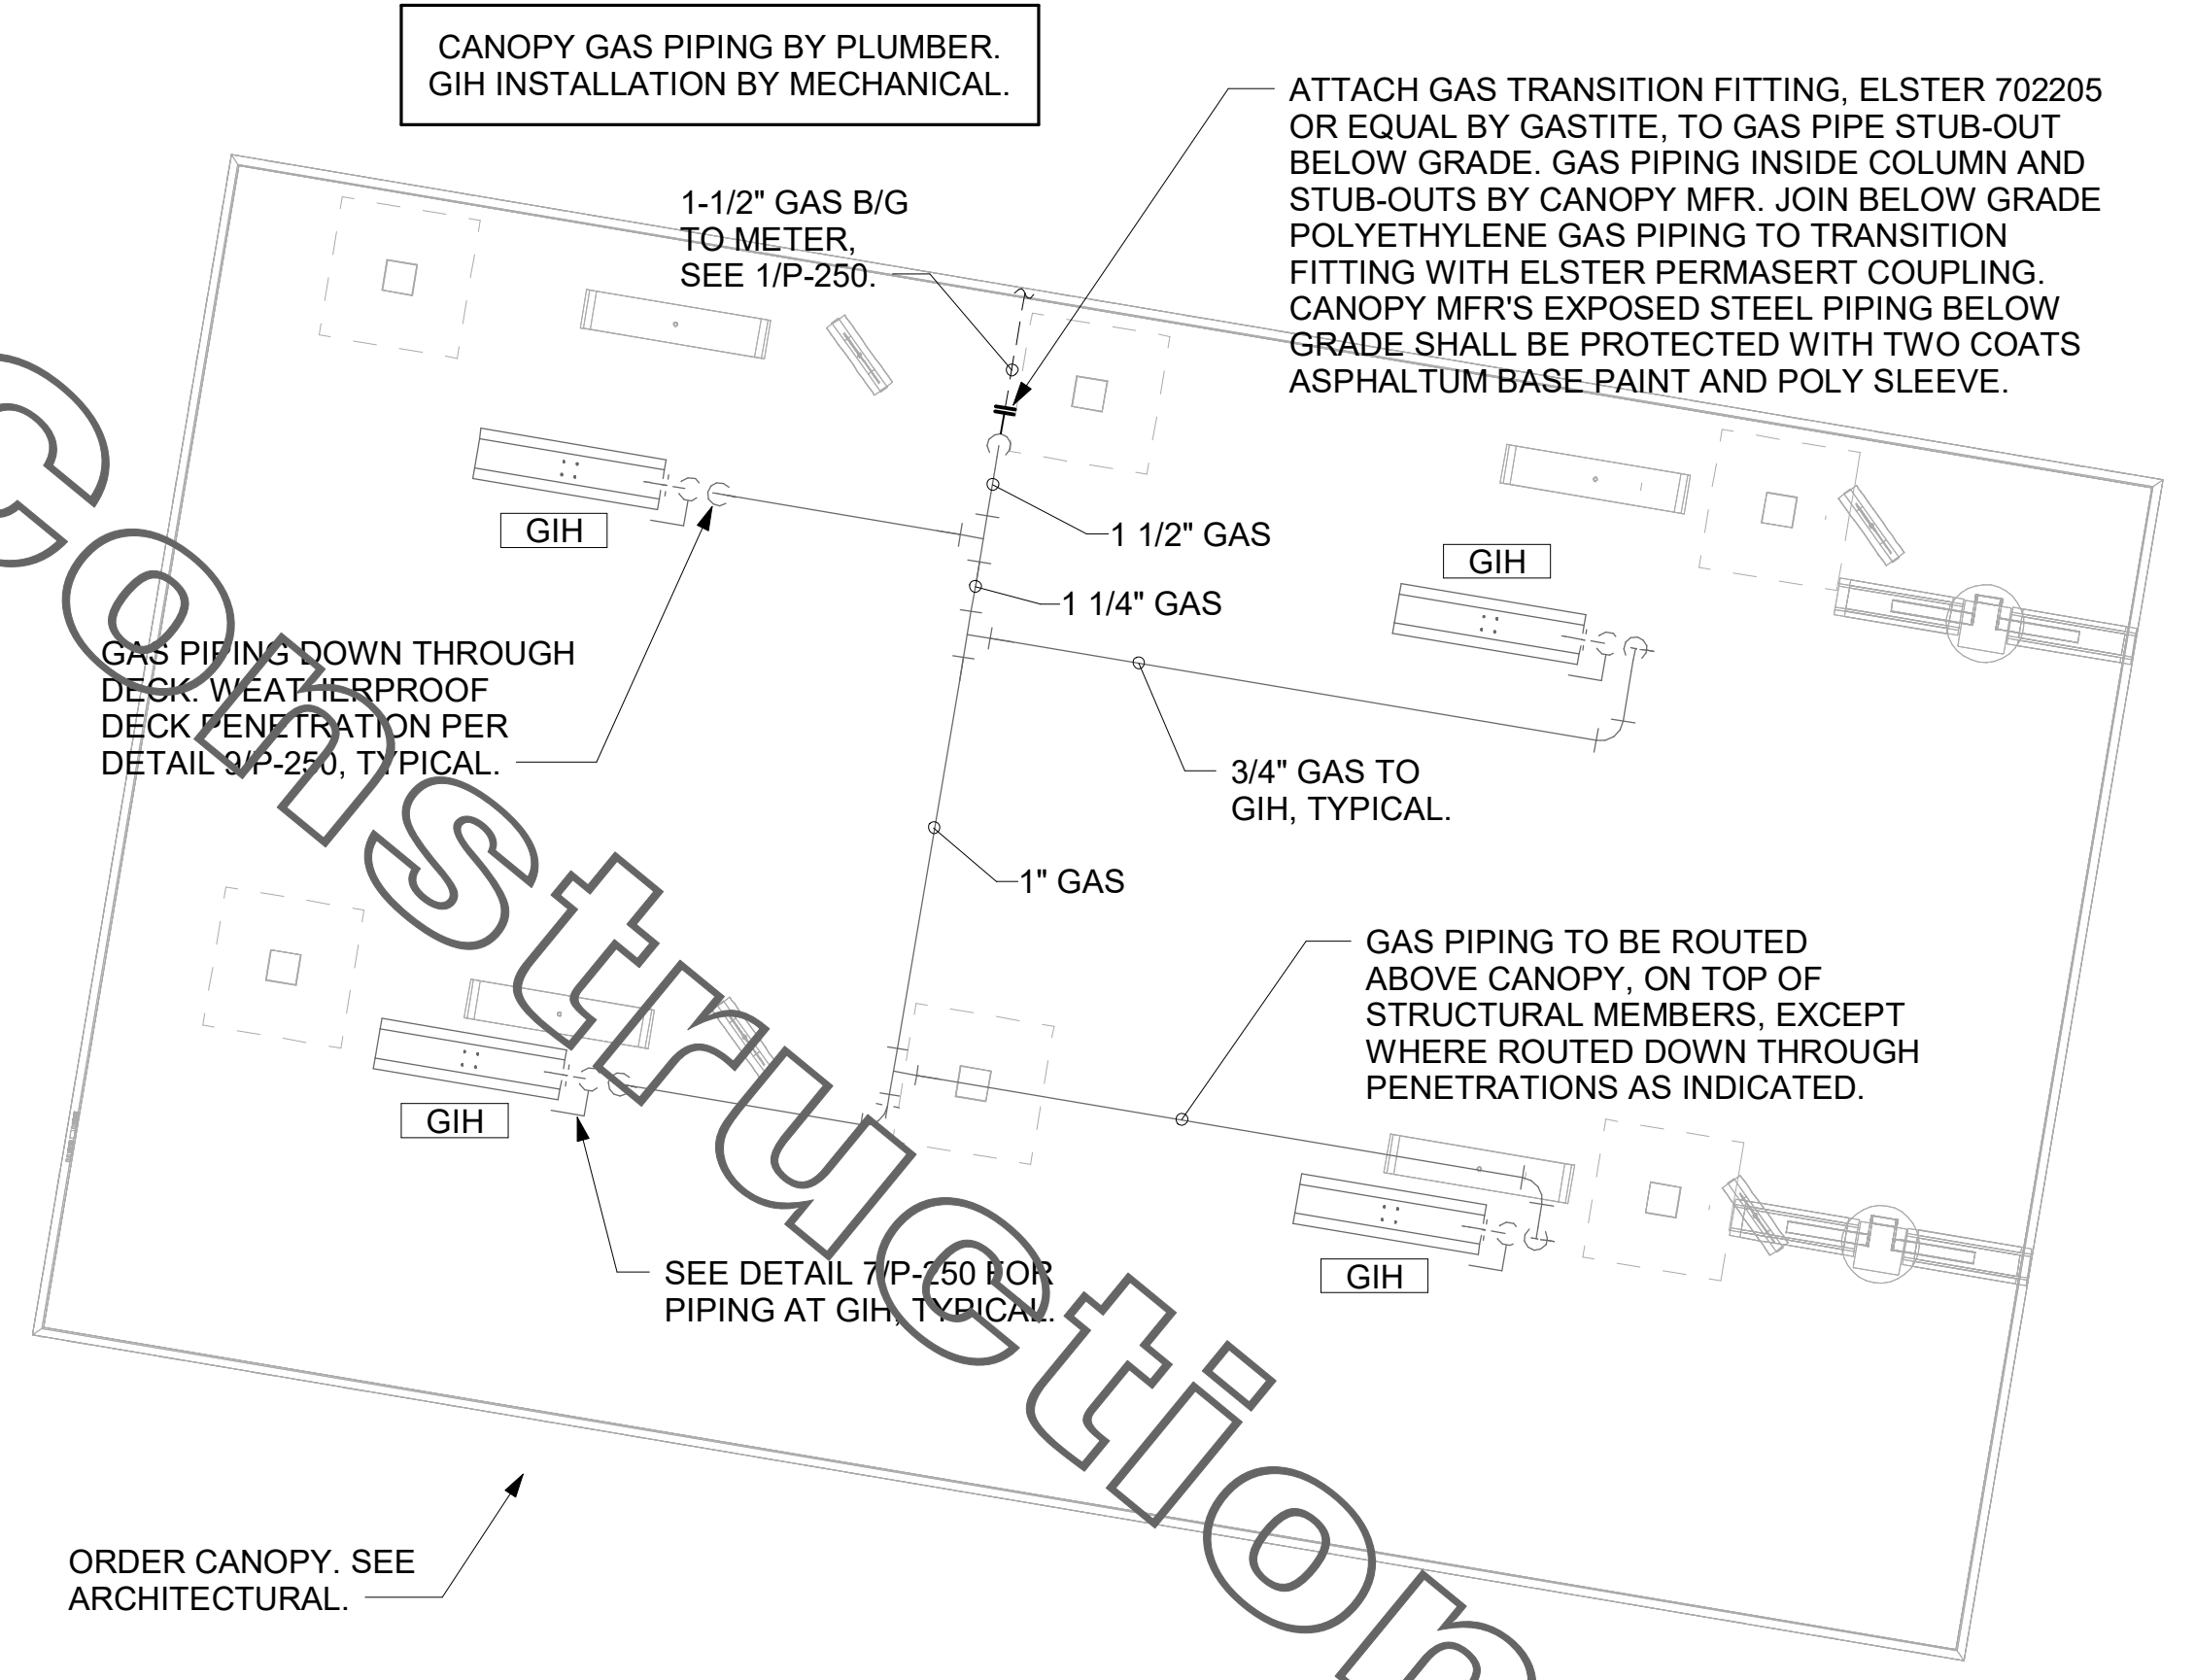 CANOPY GAS PIPING BY PLUMBER.
GIH INSTALLATION BY MECHANICAL.
ATTACH GAS TRANSITION FITTING, ELSTER 702205
OR EQUAL BY GASTITE, TO GAS PIPE STUB-OUT
BELOW GRADE. GAS PIPING INSIDE COLUMN AND
STUB-OUTS BY CANOPY MFR. JOIN BELOW GRADE
POLYETHYLENE GAS PIPING TO TRANSITION
FITTING WITH ELSTER PERMASERT COUPLING.
CANOPY MFR'S EXPOSED STEEL PIPING BELOW
GRADE SHALL BE PROTECTED WITH TWO COATS
ASPHALTUM BASE PAINT AND POLY SLEEVE.
1-1/2" GAS B/G
TO METER,
SEE 1/P-250.
GIH
1 1/2" GAS
GIH
1 1/4" GAS
GAS PIPING DOWN THROUGH
DECK. WEATHERPROOF
DECK PENETRATION PER
DETAIL 9/P-250, TYPICAL.
3/4" GAS TO
GIH, TYPICAL.
1" GAS
GAS PIPING TO BE ROUTED
ABOVE CANOPY, ON TOP OF
STRUCTURAL MEMBERS, EXCEPT
WHERE ROUTED DOWN THROUGH
PENETRATIONS AS INDICATED.
GIH
SEE DETAIL 7/P-250 FOR
PIPING AT GIH, TYPICAL.
GIH
ORDER CANOPY. SEE
ARCHITECTURAL.
Construction